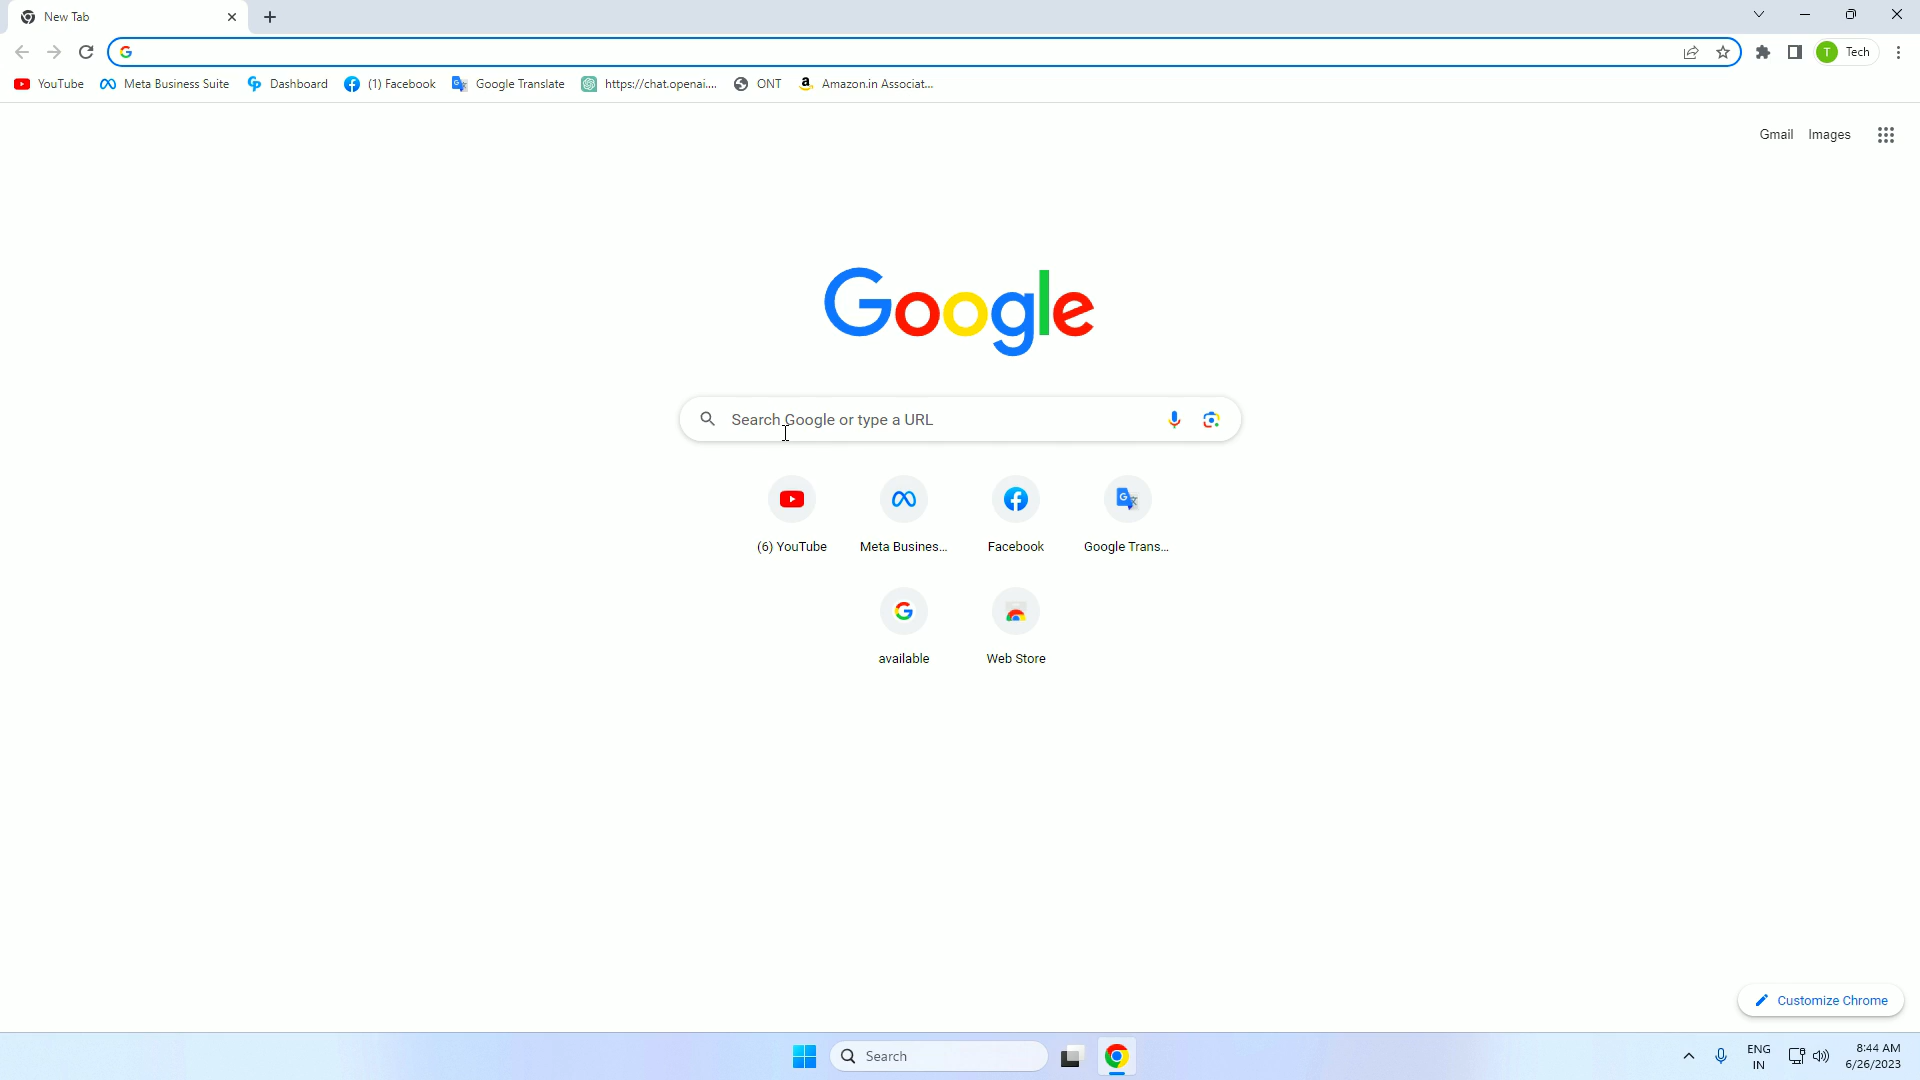 New Tab
YouTube Meta Business Suite Dashboard (1) Facebook Google Translate https://chat.openai.... ONT Amazon.in Associat...
Tech
Gmail Images
Google
Search Google or type a URL
(6) YouTube Meta Busines... Facebook Google Trans...
available Web Store
Customize Chrome
Search
ENG
IN
8:44 AM
6/26/2023